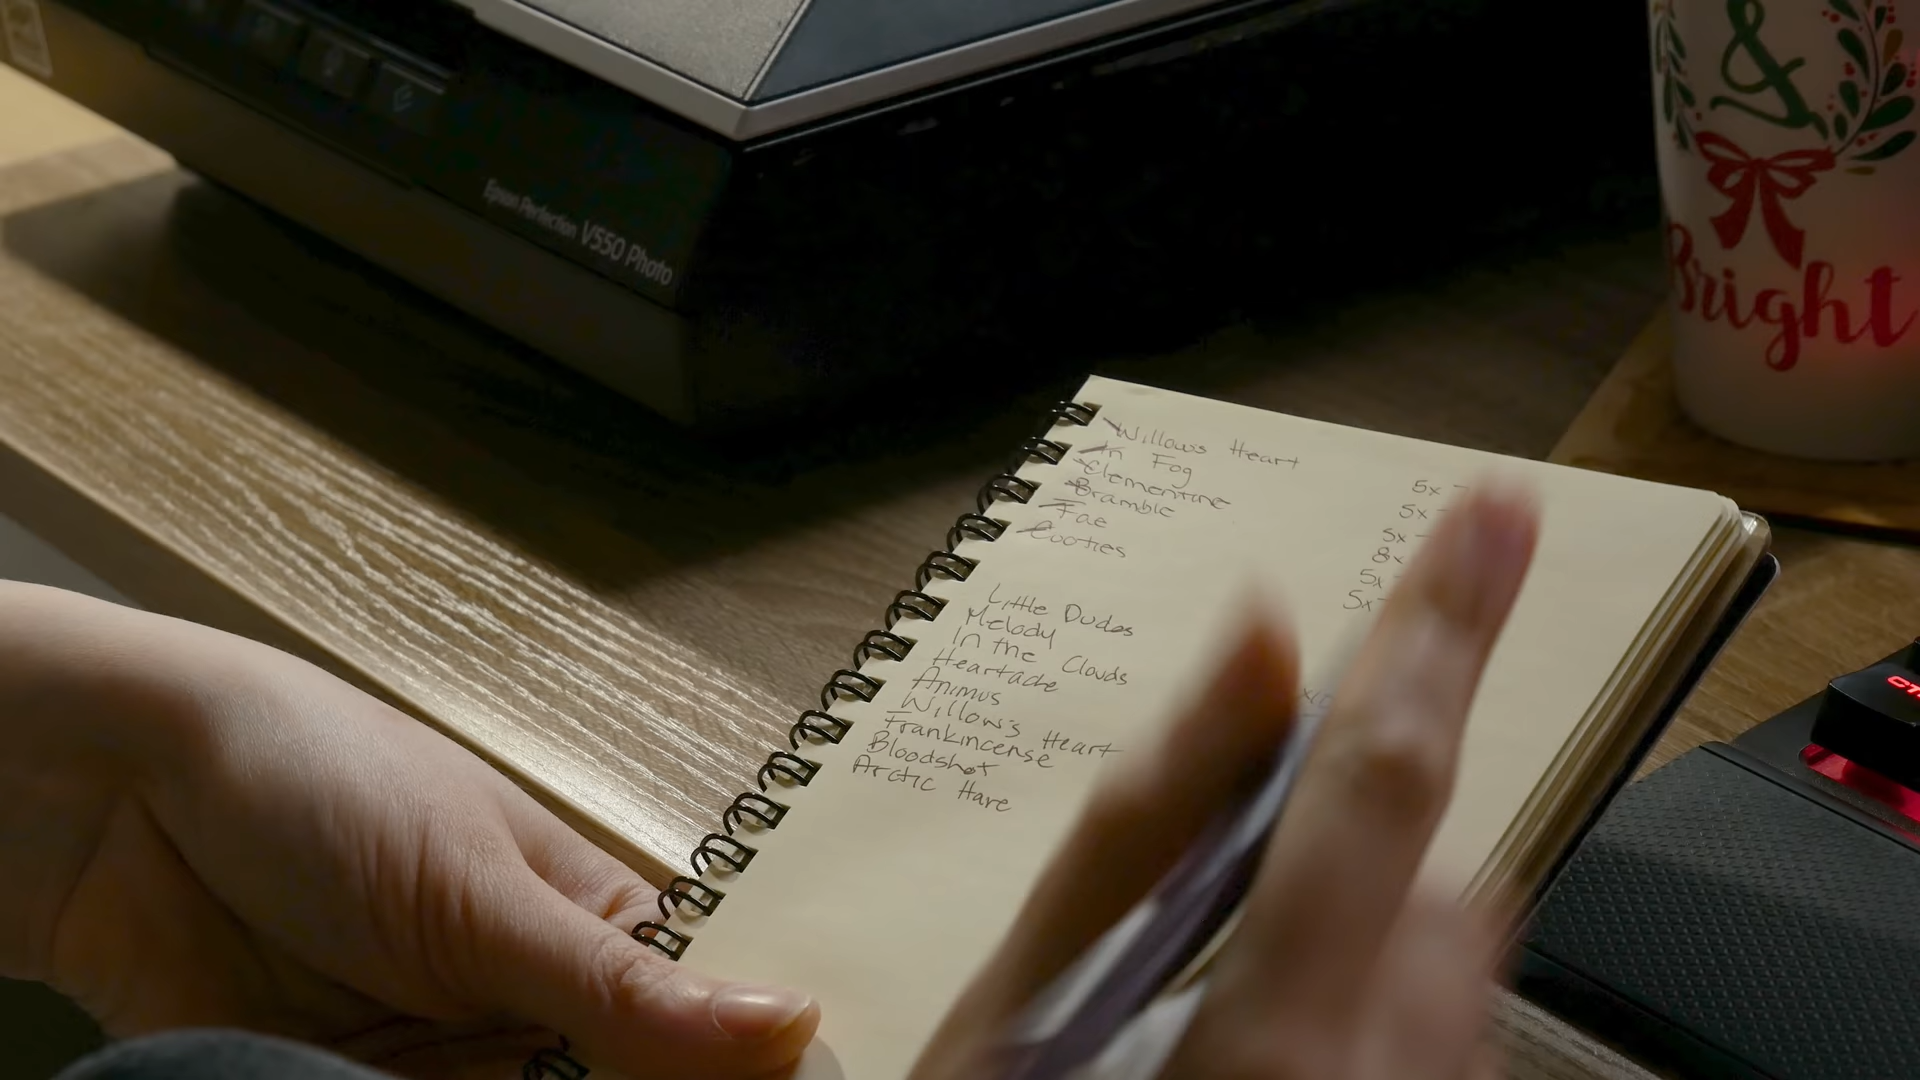 Epson Perfection V550 Photo
&
Bright
Willow's Heart 5x -
In Fog 5x -
Clementine 5x -
Bramble 8x
Fae 5x
Cooties 5x
Little Dudes
Melody
In the Clouds
Heartache
Animus
Willow's Heart
Frankincense
Bloodshot
Arctic Hare